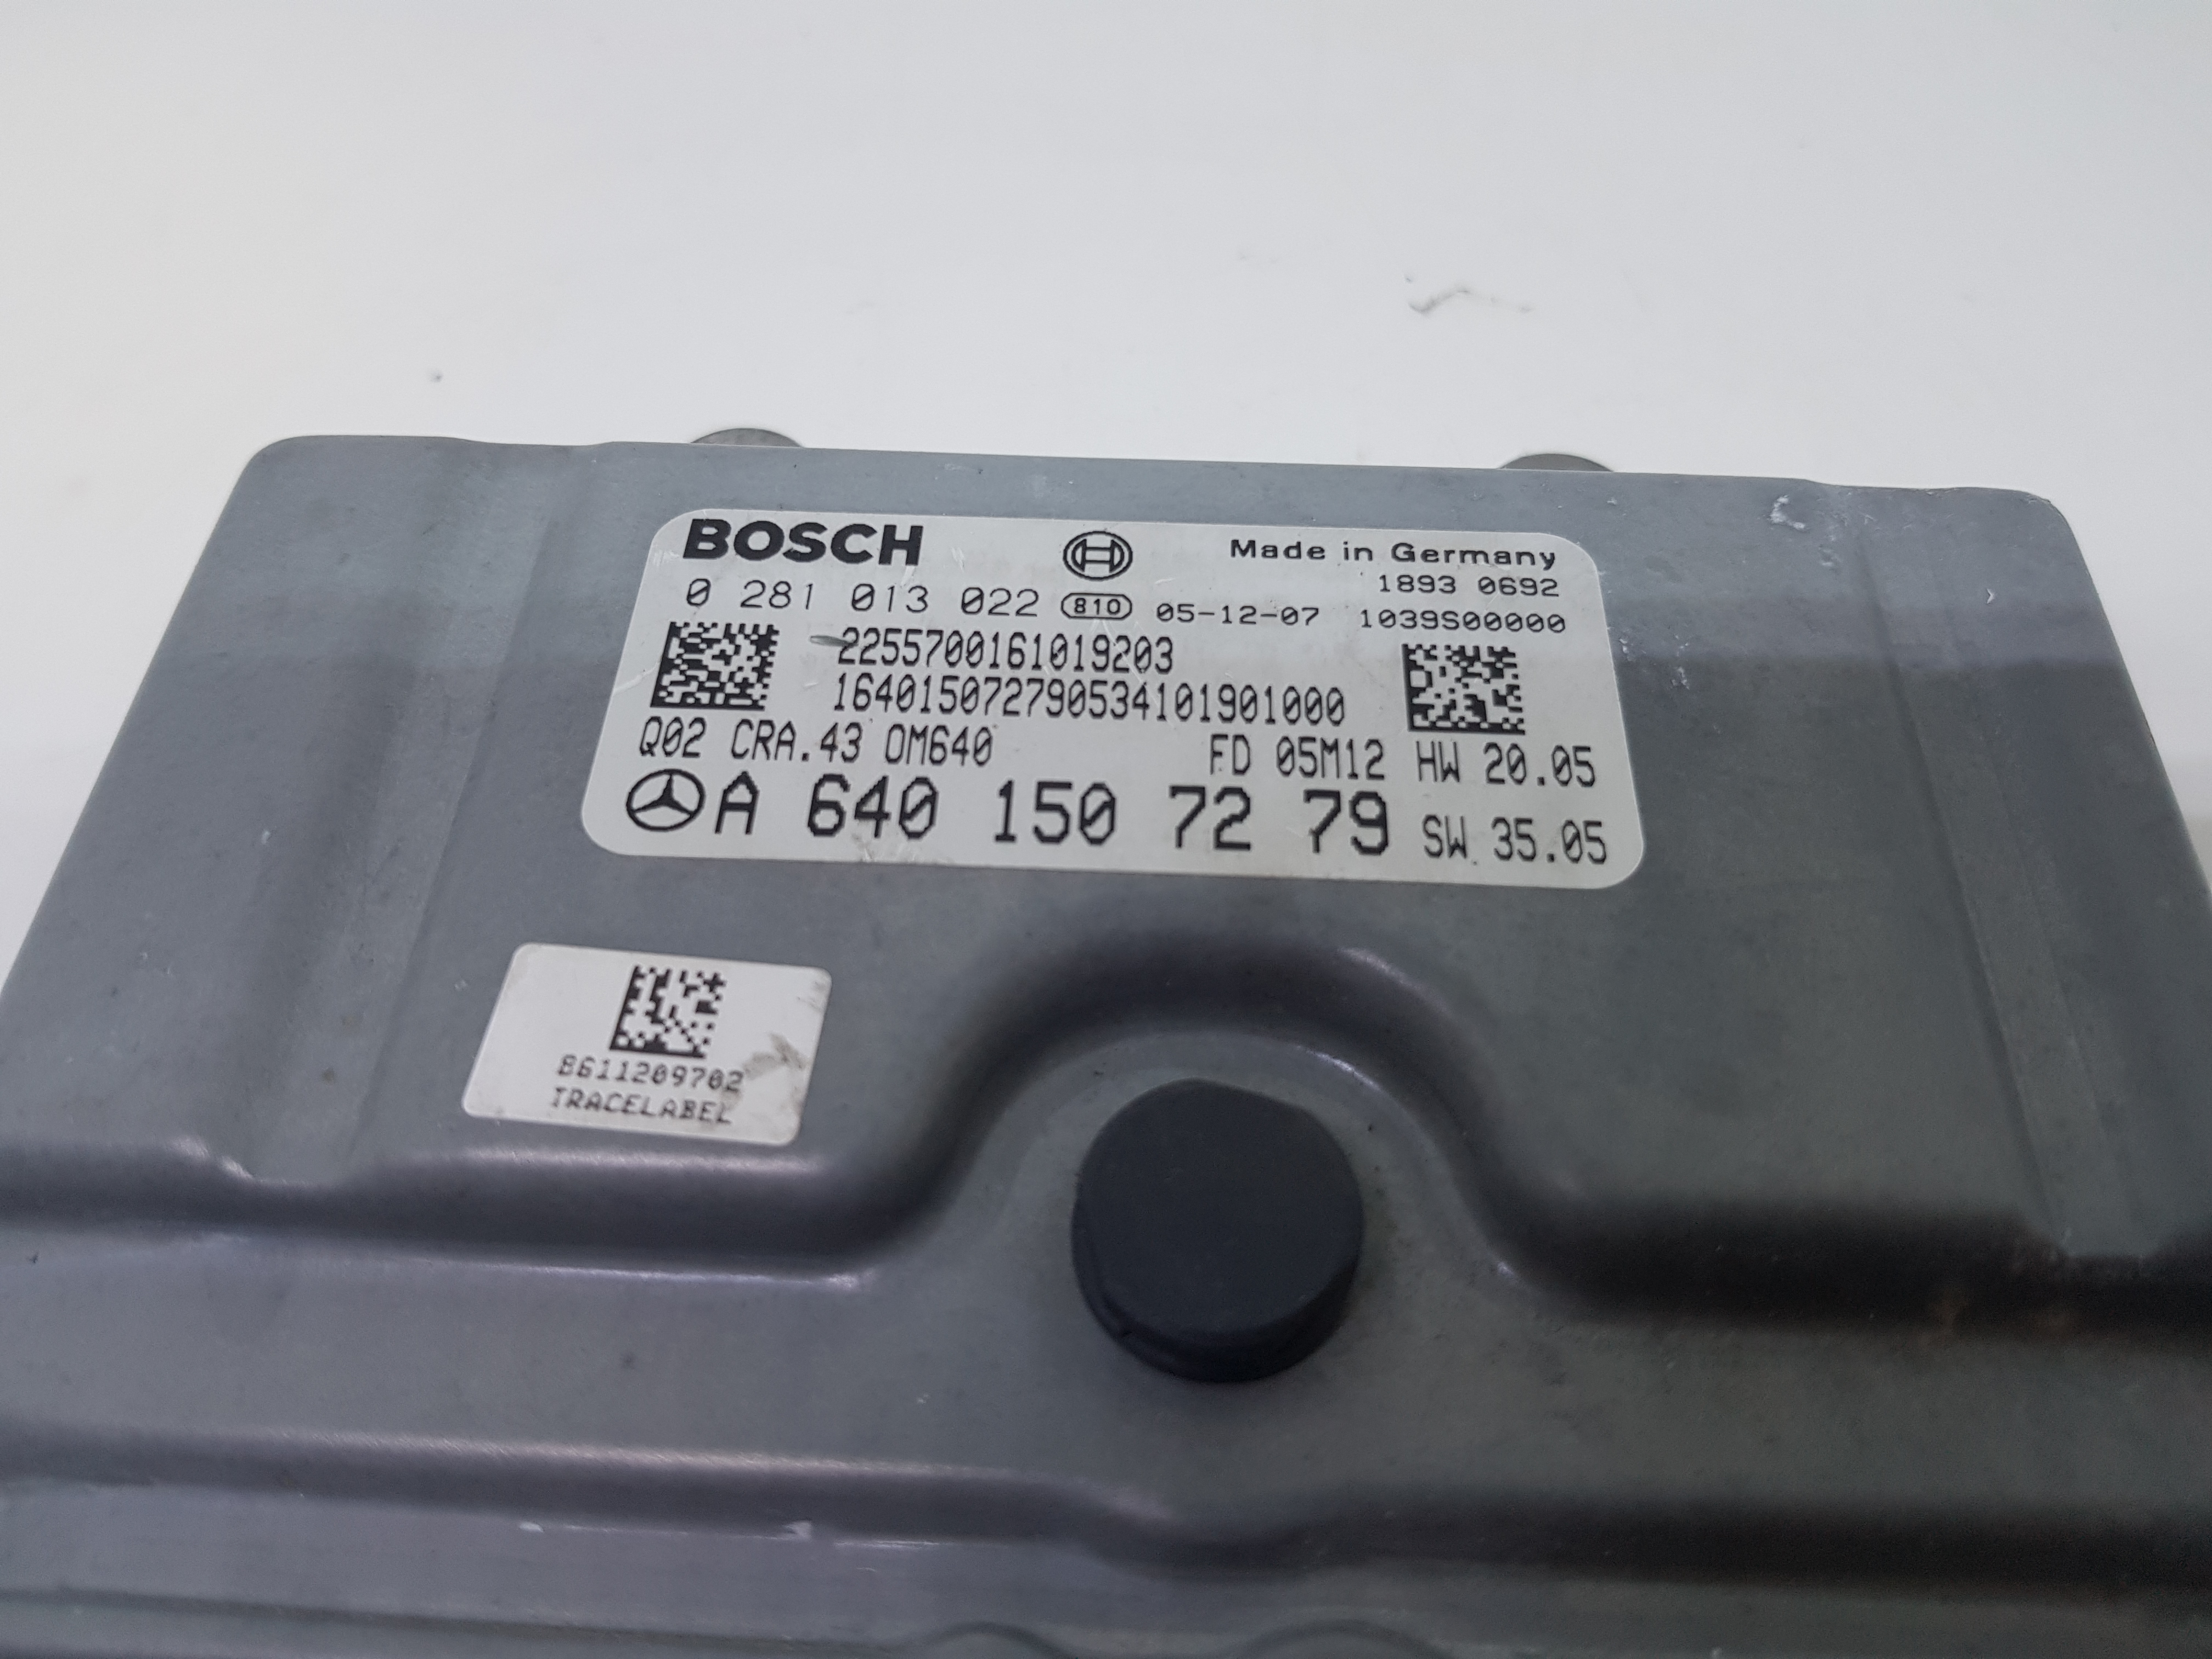 BOSCH Made in Germany
1893 0692
0 281 013 022 810 05-12-07 1039S00000
2255700161019203
16401507279053410190​1000
Q02 CRA.43 OM640 FD 05M12 HW 20.05
A 640 150 72 79 SW 35.05
8611209702
TRACELABEL